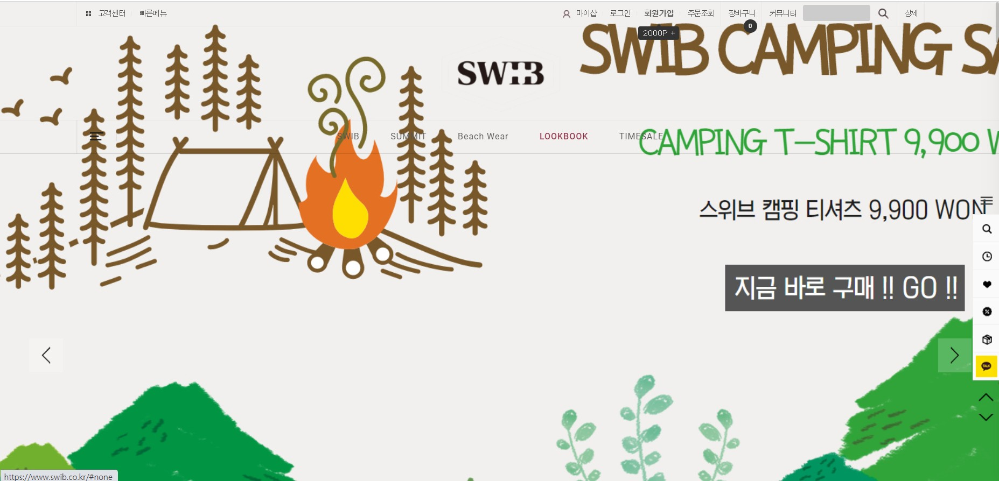 고객센터 빠른메뉴 마이샵 로그인 회원가입 주문조회 장바구니 커뮤니티 상세
0
2000P +
SWIB CAMPING SA
SWIB
SWIB SUMMIT Beach Wear LOOKBOOK TIMESALE
CAMPING T-SHIRT 9,900 W
스위브 캠핑 티셔츠 9,900 WON
지금 바로 구매 !! GO !!
TALK
https://www.swib.co.kr/#none